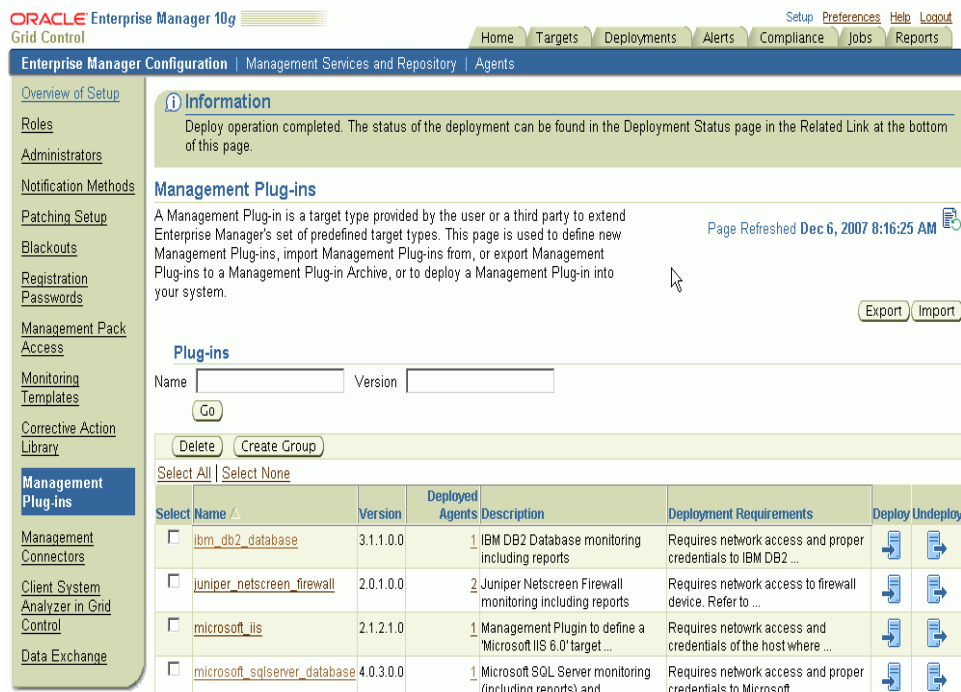 ORACLE Enterprise Manager 10g
Grid Control
Setup Preferences Help Logout
Home Targets Deployments Alerts Compliance Jobs Reports
Enterprise Manager Configuration | Management Services and Repository | Agents
Overview of Setup
Roles
Administrators
Notification Methods
Patching Setup
Blackouts
Registration
Passwords
Management Pack
Access
Monitoring
Templates
Corrective Action
Library
Management
Plug-ins
Management
Connectors
Client System
Analyzer in Grid
Control
Data Exchange
Information
Deploy operation completed. The status of the deployment can be found in the Deployment Status page in the Related Link at the bottom
of this page.
Management Plug-ins
A Management Plug-in is a target type provided by the user or a third party to extend
Enterprise Manager's set of predefined target types. This page is used to define new
Management Plug-ins, import Management Plug-ins from, or export Management
Plug-ins to a Management Plug-in Archive, or to deploy a Management Plug-in into
your system.
Page Refreshed Dec 6, 2007 8:16:25 AM
Export Import
Plug-ins
Name Version
Go
Delete Create Group
Select All | Select None
Select Name Version Deployed Agents Description Deployment Requirements Deploy Undeploy
ibm_db2_database 3.1.1.0.0 1 IBM DB2 Database monitoring including reports Requires network access and proper credentials to IBM DB2 ...
juniper_netscreen_firewall 2.0.1.0.0 2 Juniper Netscreen Firewall monitoring including reports Requires network access to firewall device. Refer to ...
microsoft_iis 2.1.2.1.0 1 Management Plugin to define a 'Microsoft IIS 6.0' target ... Requires netowrk access and credentials of the host where ...
microsoft_sqlserver_database 4.0.3.0.0 1 Microsoft SQL Server monitoring (including reports) and Requires network access and proper credentials to Microsoft